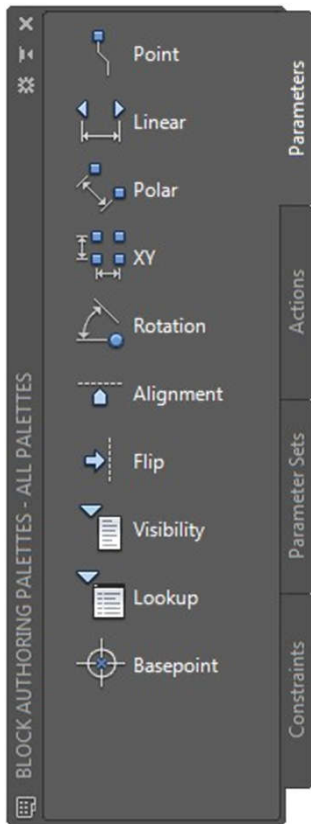 BLOCK AUTHORING PALETTES - ALL PALETTES
Point
Linear
Polar
XY
Rotation
Alignment
Flip
Visibility
Lookup
Basepoint
Parameters
Actions
Parameter Sets
Constraints